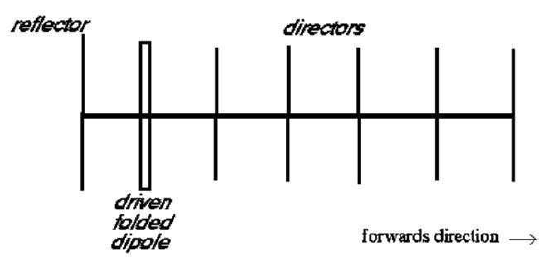 reflector
directors
driven
folded
dipole
forwards direction →